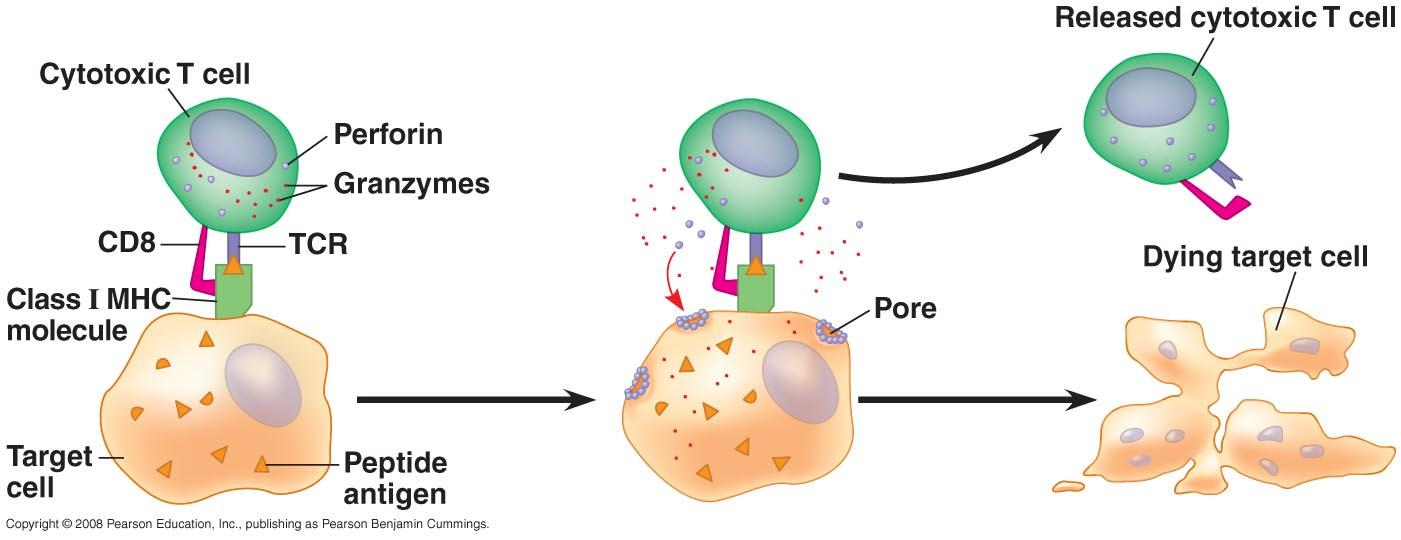 Released cytotoxic T cell
Cytotoxic T cell
Perforin
Granzymes
CD8
TCR
Class I MHC
molecule
Dying target cell
Pore
Target
cell
Peptide
antigen
Copyright © 2008 Pearson Education, Inc., publishing as Pearson Benjamin Cummings.